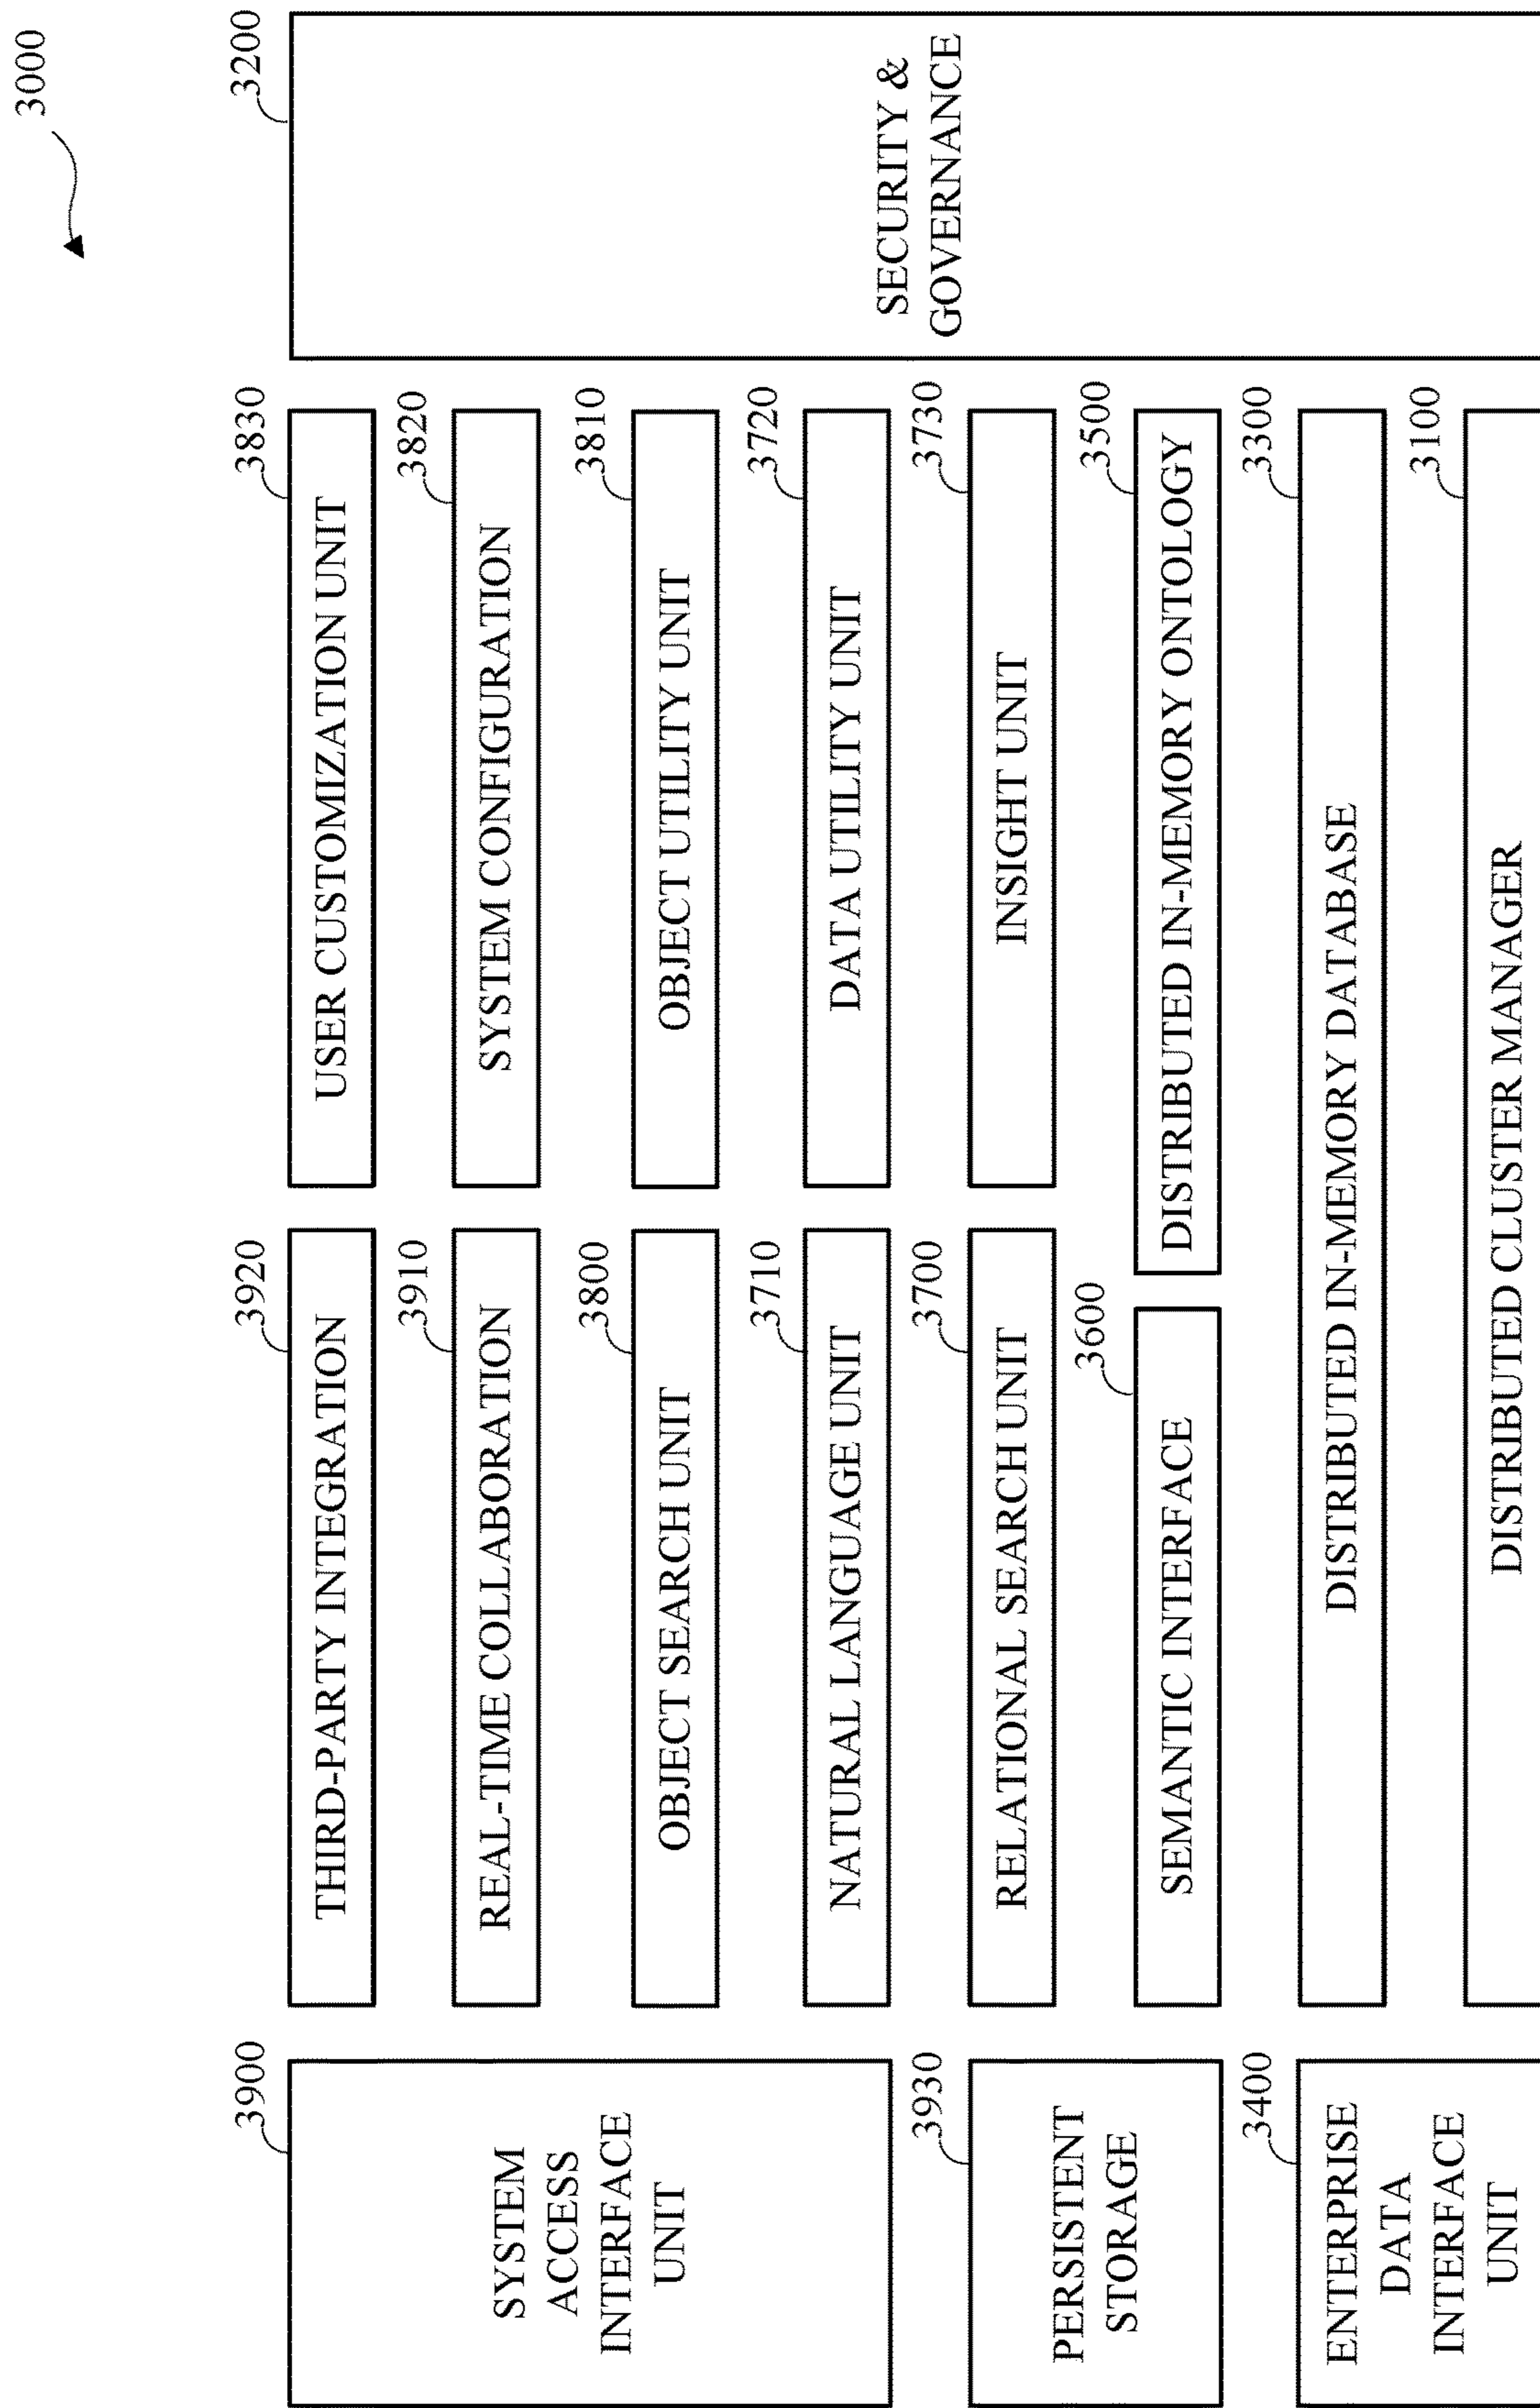 3000
3900
SYSTEM
ACCESS
INTERFACE
UNIT
3920
THIRD-PARTY INTEGRATION
3830
USER CUSTOMIZATION UNIT
3200
SECURITY &
GOVERNANCE
3910
REAL-TIME COLLABORATION
3820
SYSTEM CONFIGURATION
3800
OBJECT SEARCH UNIT
3810
OBJECT UTILITY UNIT
3710
NATURAL LANGUAGE UNIT
3720
DATA UTILITY UNIT
3930
PERSISTENT
STORAGE
3700
RELATIONAL SEARCH UNIT
3730
INSIGHT UNIT
3600
SEMANTIC INTERFACE
3500
DISTRIBUTED IN-MEMORY ONTOLOGY
3400
ENTERPRISE
DATA
INTERFACE
UNIT
3300
DISTRIBUTED IN-MEMORY DATABASE
3100
DISTRIBUTED CLUSTER MANAGER